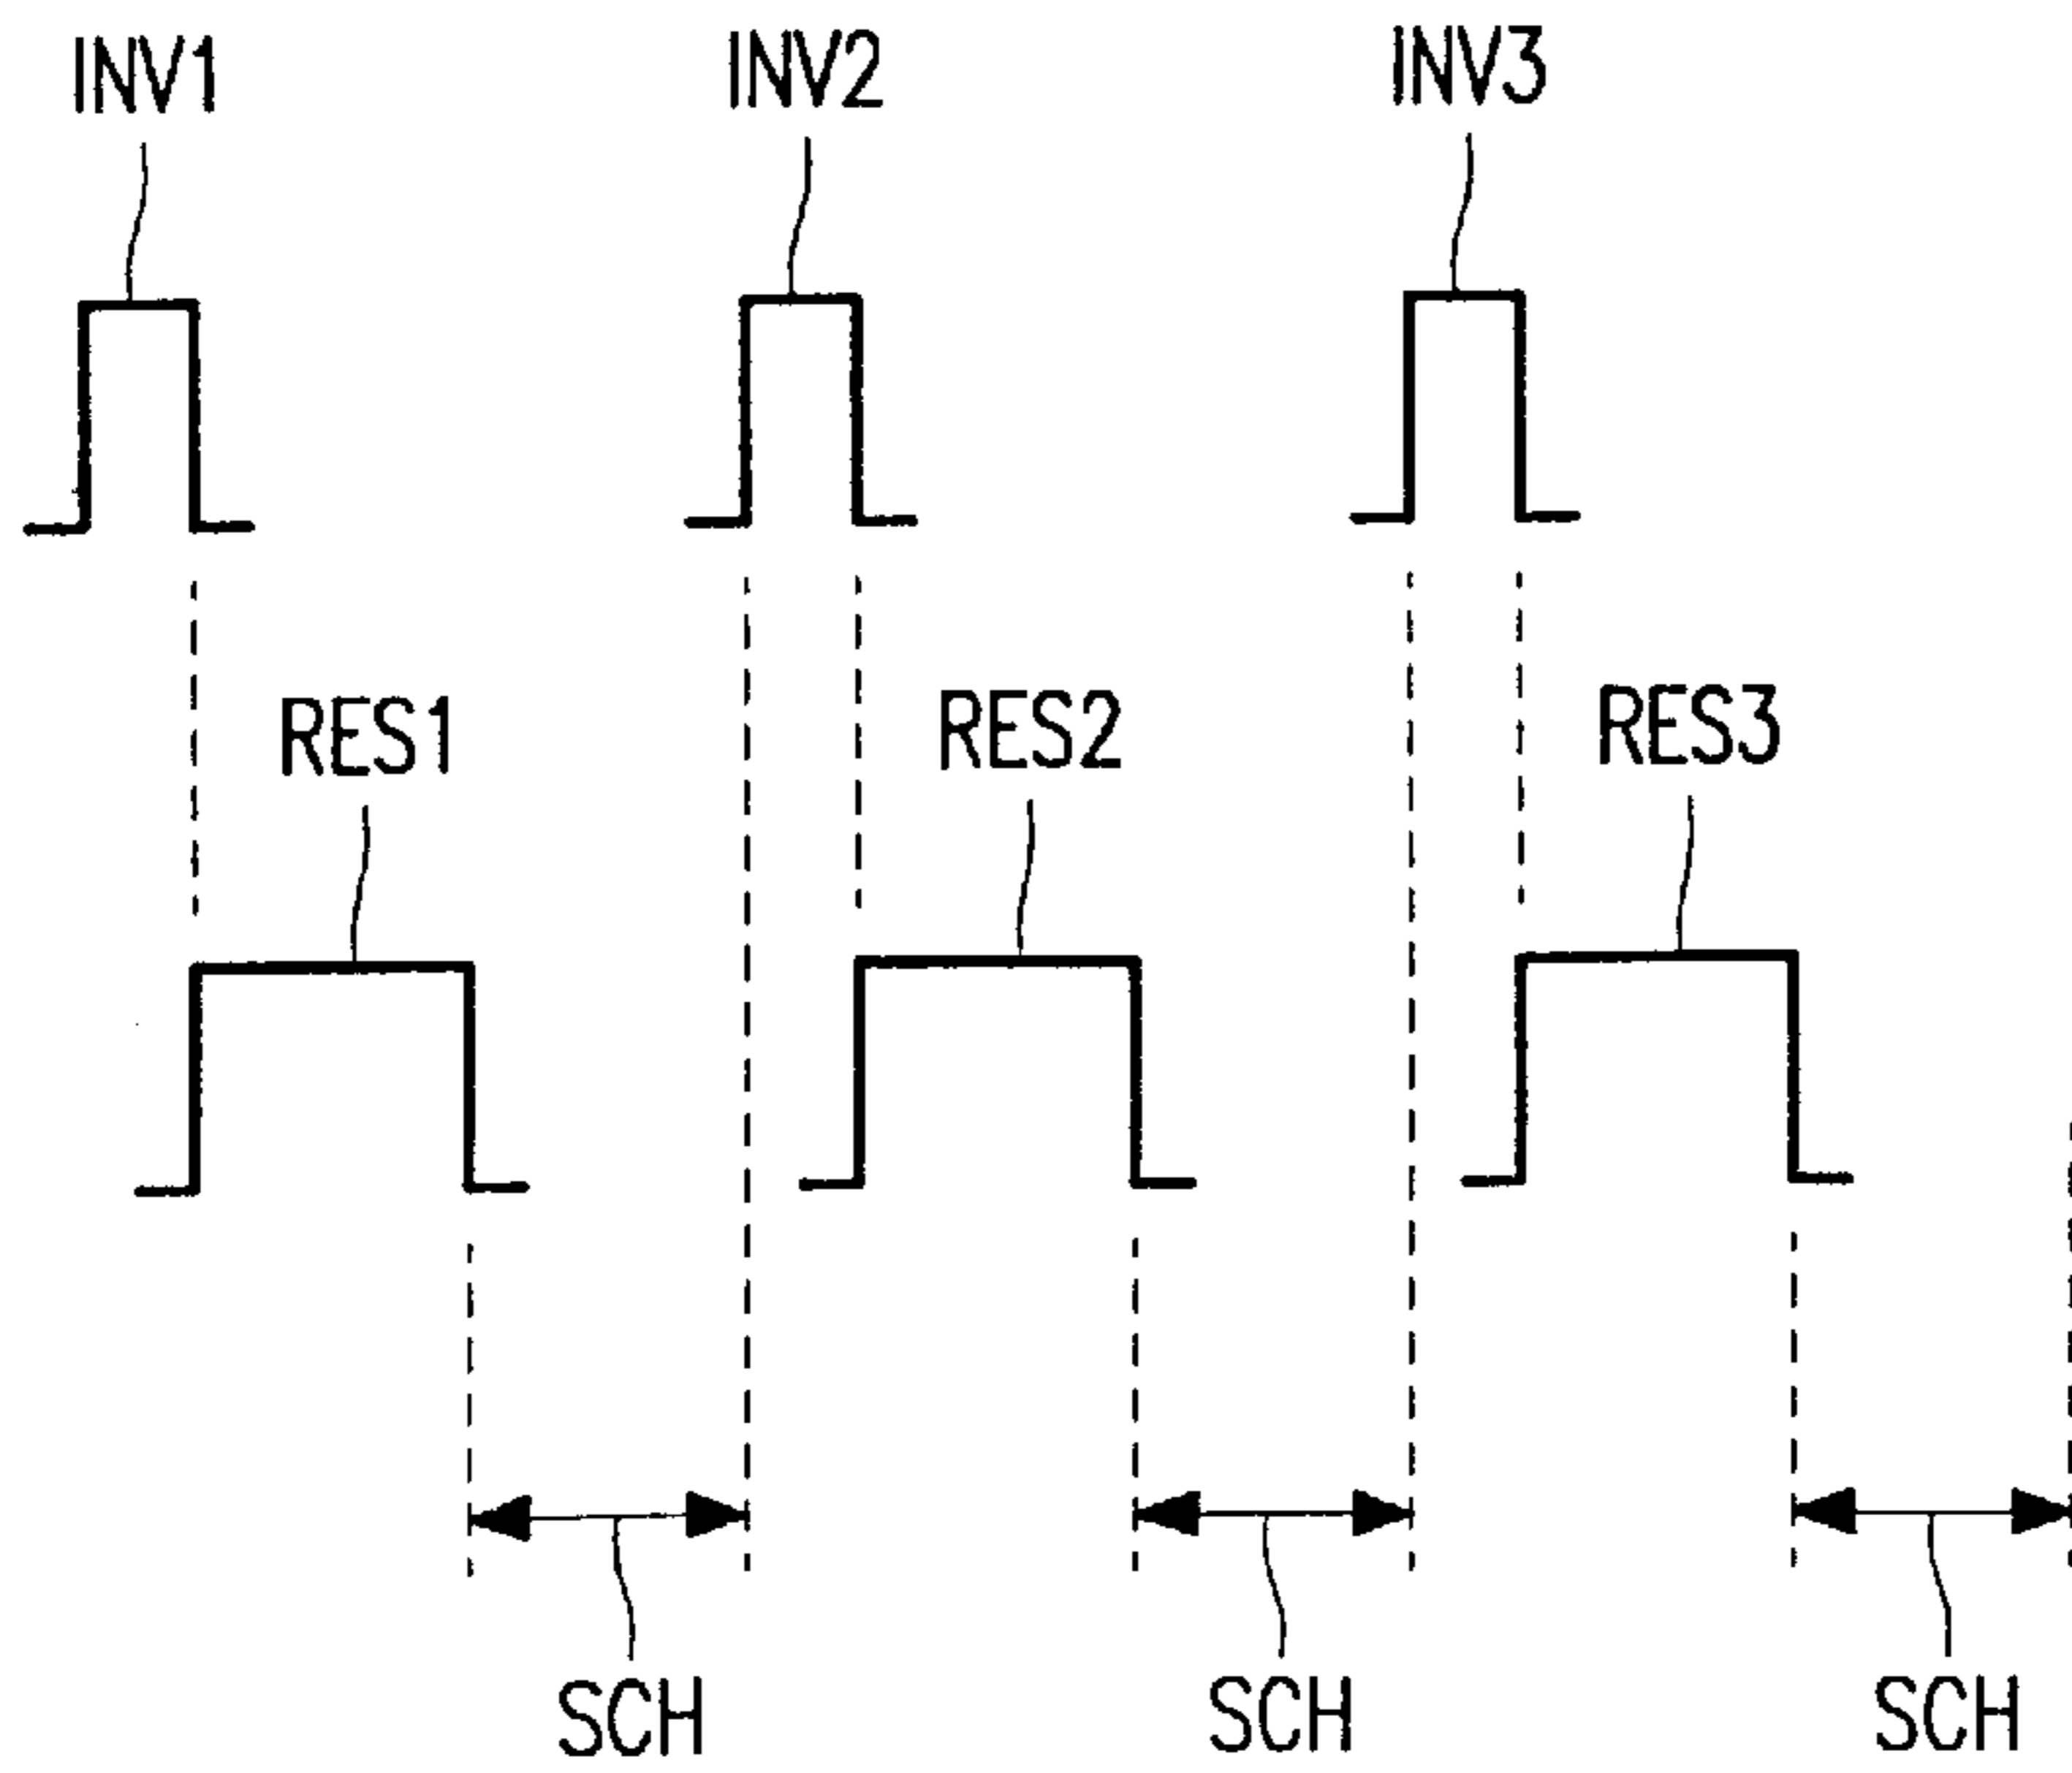 INV1
INV2
INV3
RES1
RES2
RES3
SCH
SCH
SCH